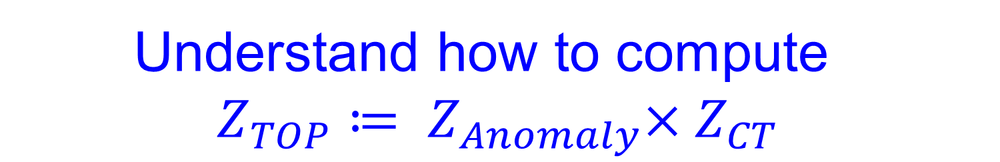 Understand how to compute
Z_{TOP} ≔ Z_{Anomaly} × Z_{CT}